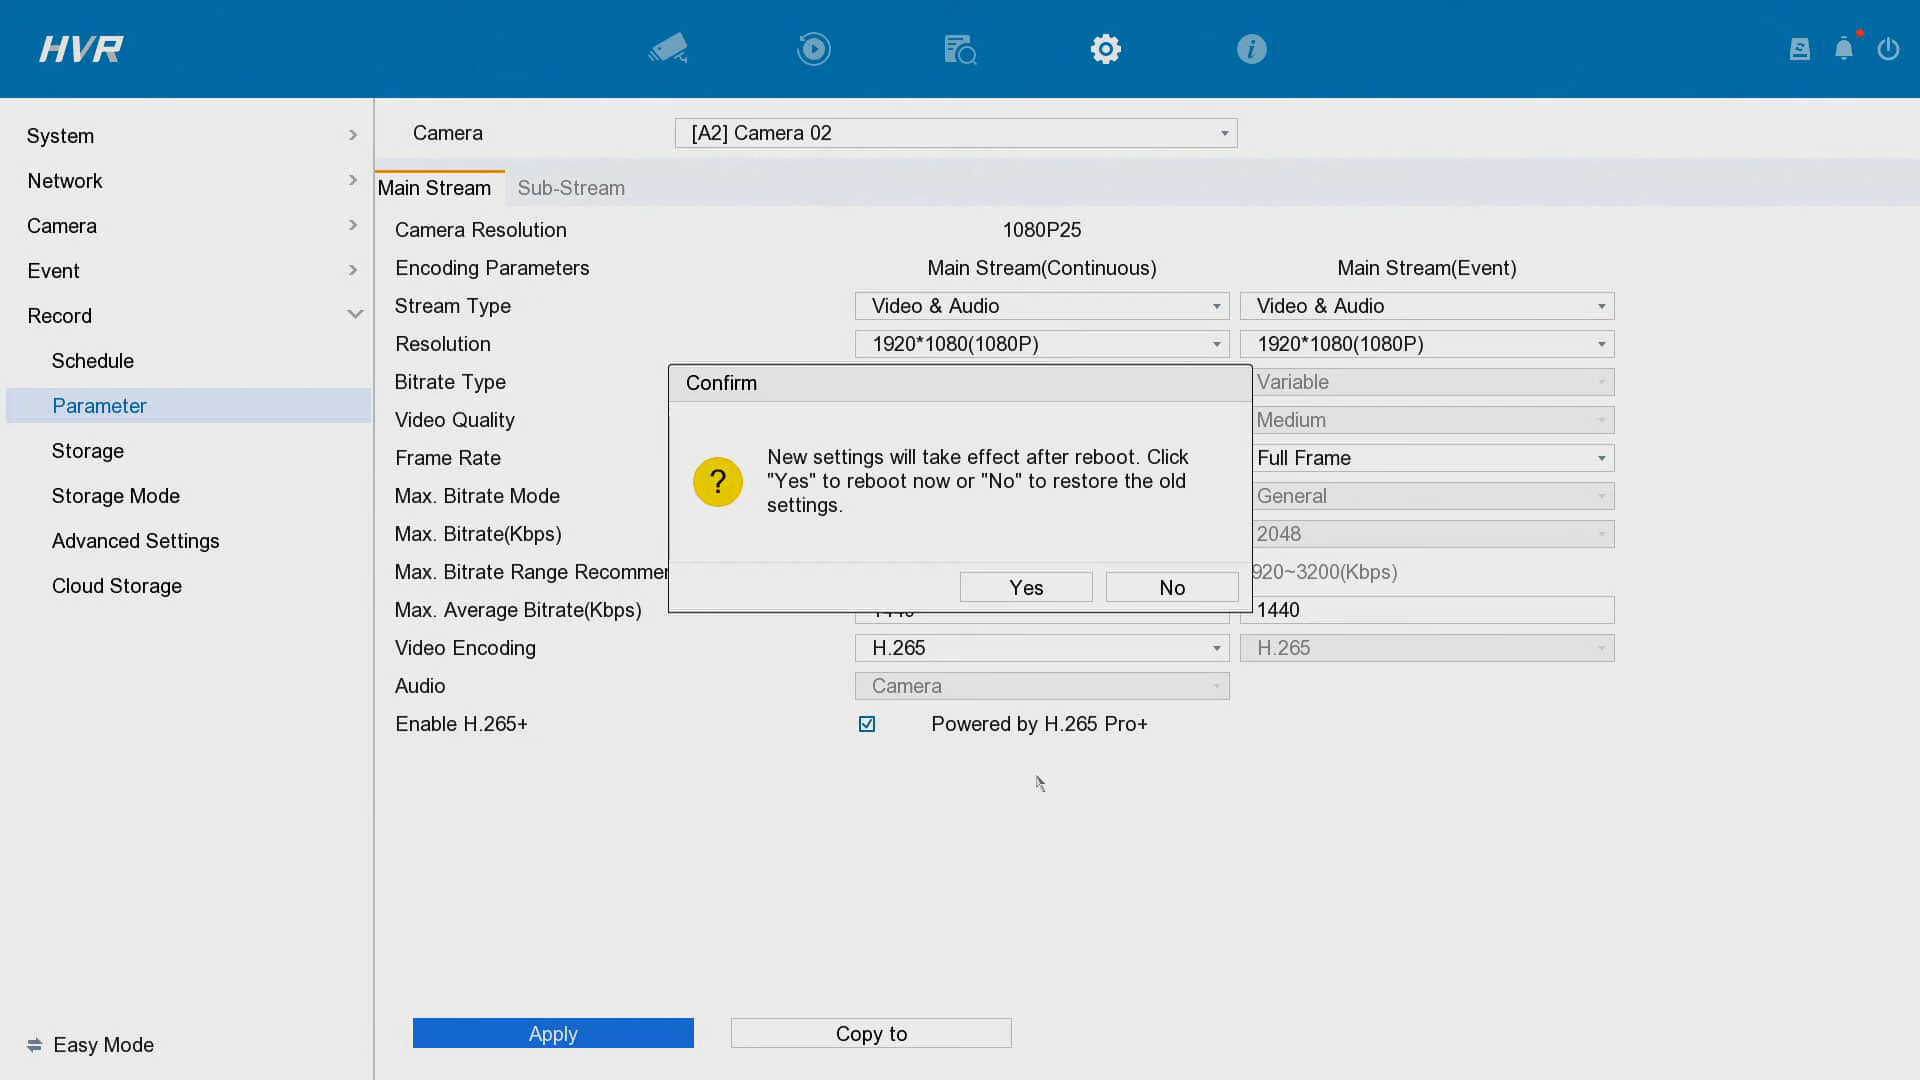 HVR
System
Network
Camera
Event
Record
Schedule
Parameter
Storage
Storage Mode
Advanced Settings
Cloud Storage
Easy Mode
Camera [A2] Camera 02
Main Stream Sub-Stream
Camera Resolution 1080P25
Encoding Parameters Main Stream(Continuous) Main Stream(Event)
Stream Type Video & Audio Video & Audio
Resolution 1920*1080(1080P) 1920*1080(1080P)
Bitrate Type Variable
Video Quality Medium
Frame Rate Full Frame
Max. Bitrate Mode General
Max. Bitrate(Kbps) 2048
Max. Bitrate Range Recommen 920~3200(Kbps)
Max. Average Bitrate(Kbps) 1440 1440
Video Encoding H.265 H.265
Audio Camera
Enable H.265+ Powered by H.265 Pro+
Confirm
?
New settings will take effect after reboot. Click
"Yes" to reboot now or "No" to restore the old
settings.
Yes No
Apply Copy to